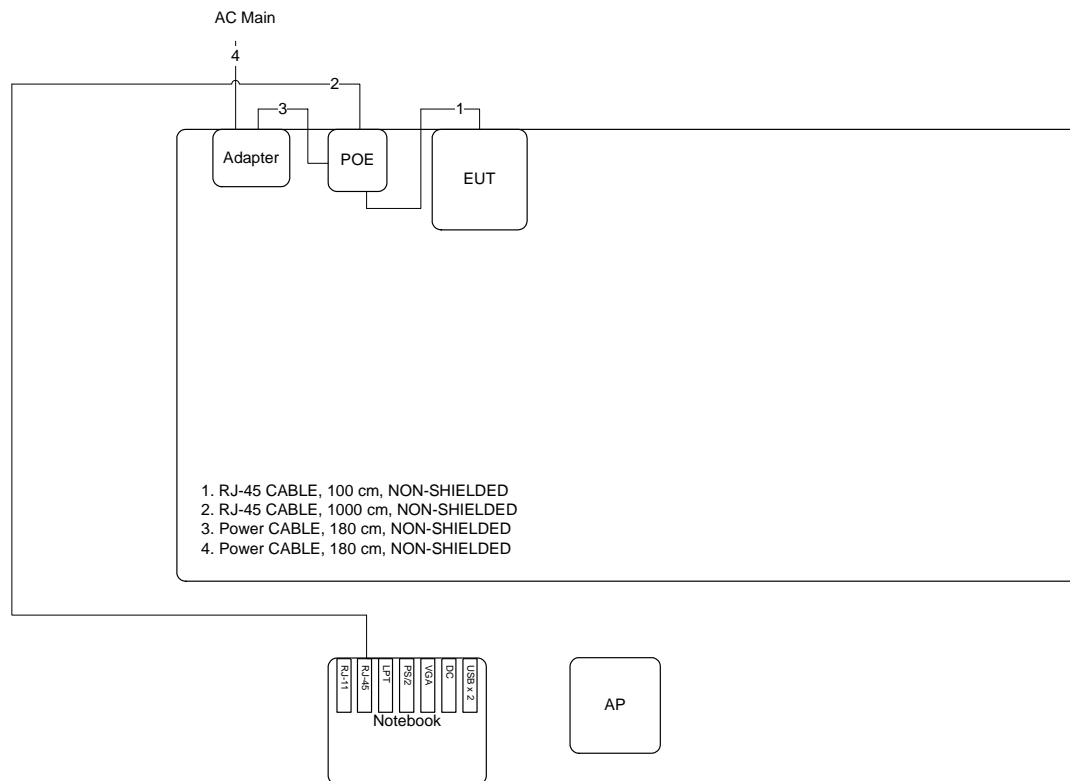 AC Main
4
2
3
1
Adapter
POE
EUT
1. RJ-45 CABLE, 100 cm, NON-SHIELDED
2. RJ-45 CABLE, 1000 cm, NON-SHIELDED
3. Power CABLE, 180 cm, NON-SHIELDED
4. Power CABLE, 180 cm, NON-SHIELDED
RJ-11
RJ-45
LPT
PS/2
VGA
DC
USB x 2
Notebook
AP